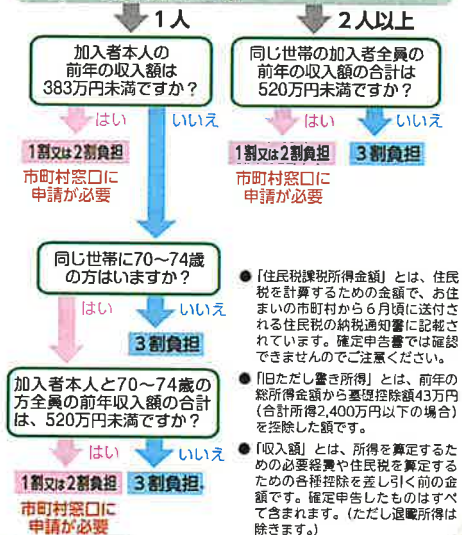 1人
加入者本人の
前年の収入額は
383万円未満ですか？
はい
いいえ
1割又は2割負担
市町村窓口に
申請が必要
2人以上
同じ世帯の加入者全員の
前年の収入額の合計は
520万円未満ですか？
はい
いいえ
1割又は2割負担
3割負担
市町村窓口に
申請が必要
同じ世帯に70〜74歳
の方はいますか？
はい
いいえ
3割負担
加入者本人と70〜74歳の
方全員の前年収入額の合計
は、520万円未満ですか？
はい
いいえ
1割又は2割負担
3割負担
市町村窓口に
申請が必要
●「住民税課税所得金額」とは、住民
税を計算するための金額で、お住
まいの市町村から６月頃に送付さ
れる住民税の納税通知書に記載さ
れています。確定申告書では確認
できませんのでご注意ください。
●「旧ただし書き所得」とは、前年の
総所得金額から基礎控除額43万円
(合計所得2,400万円以下の場合)
を控除した額です。
●「収入額」とは、所得を算定するた
めの必要経費や住民税を算定する
ための各種控除を差し引く前の金
額です。確定申告したものはすべ
て含まれます。(ただし退職所得は
除きます。)